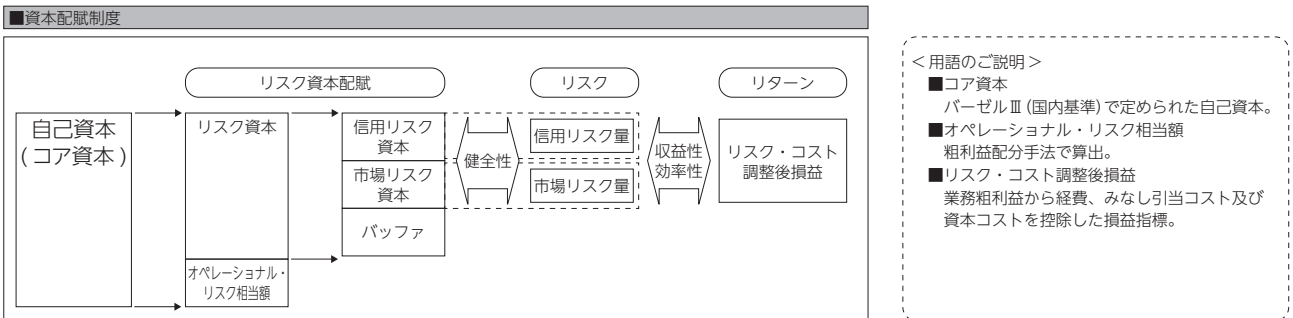 ■資本配賦制度
リスク資本配賦
リスク
リターン
自己資本
(コア資本)
リスク資本
オペレーショナル・
リスク相当額
信用リスク
資本
市場リスク
資本
バッファ
健全性
信用リスク量
市場リスク量
収益性
効率性
リスク・コスト
調整後損益
<用語のご説明>
■コア資本
バーゼルⅢ(国内基準)で定められた自己資本。
■オペレーショナル・リスク相当額
粗利益配分手法で算出。
■リスク・コスト調整後損益
業務粗利益から経費、みなし引当コスト及び
資本コストを控除した損益指標。